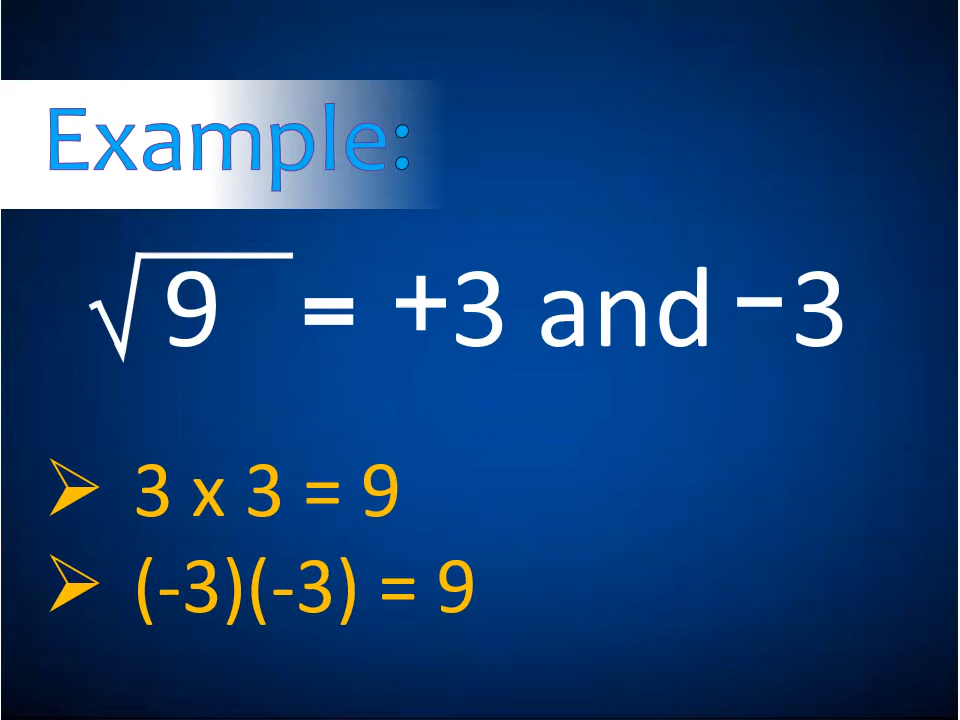 Example:
√9 = +3 and −3
➢ 3 x 3 = 9
➢ (-3)(-3) = 9